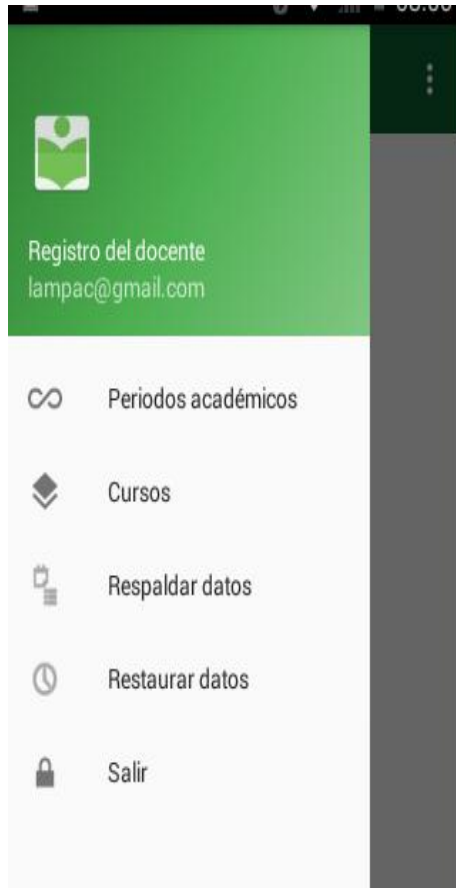 Registro del docente
lampac@gmail.com
Periodos académicos
Cursos
Respaldar datos
Restaurar datos
Salir